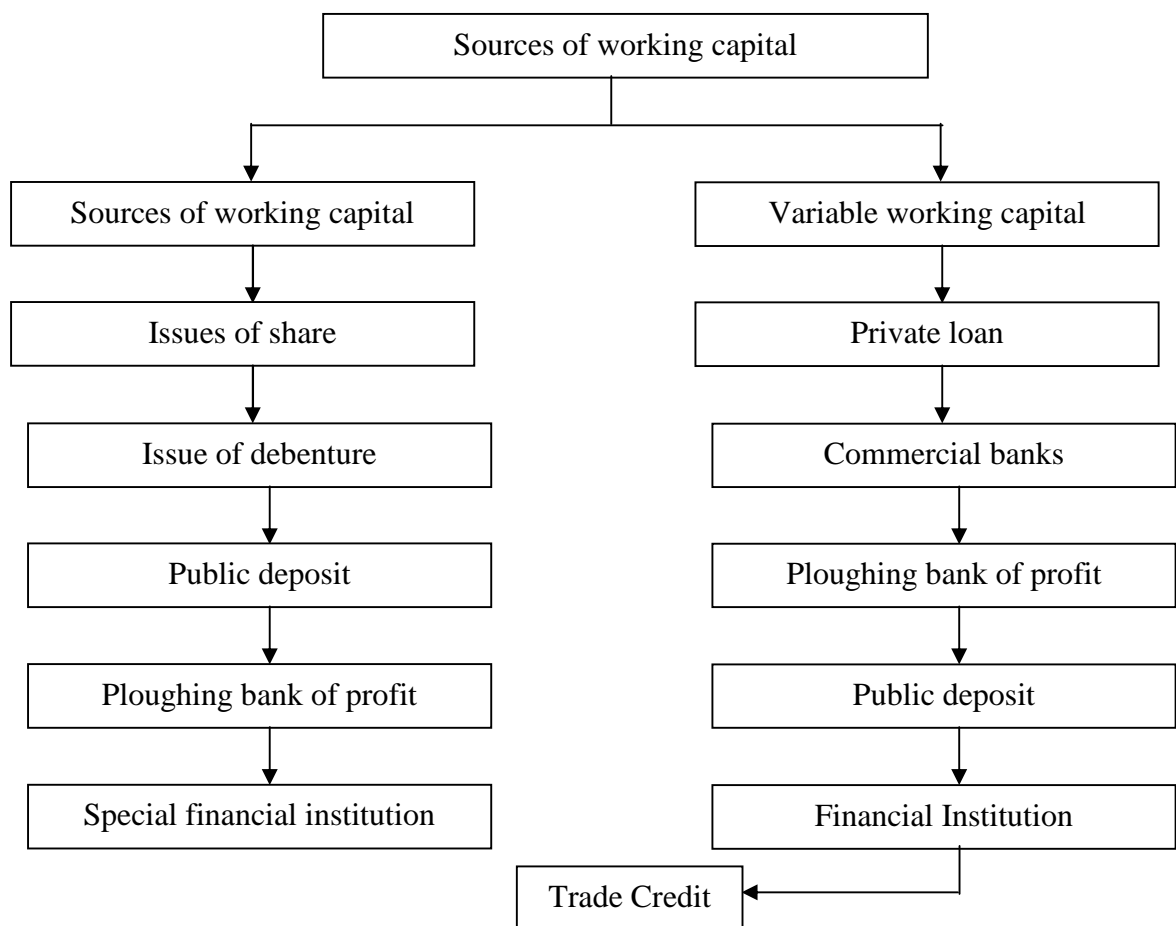 Sources of working capital
Sources of working capital
Issues of share
Issue of debenture
Public deposit
Ploughing bank of profit
Special financial institution
Variable working capital
Private loan
Commercial banks
Ploughing bank of profit
Public deposit
Financial Institution
Trade Credit